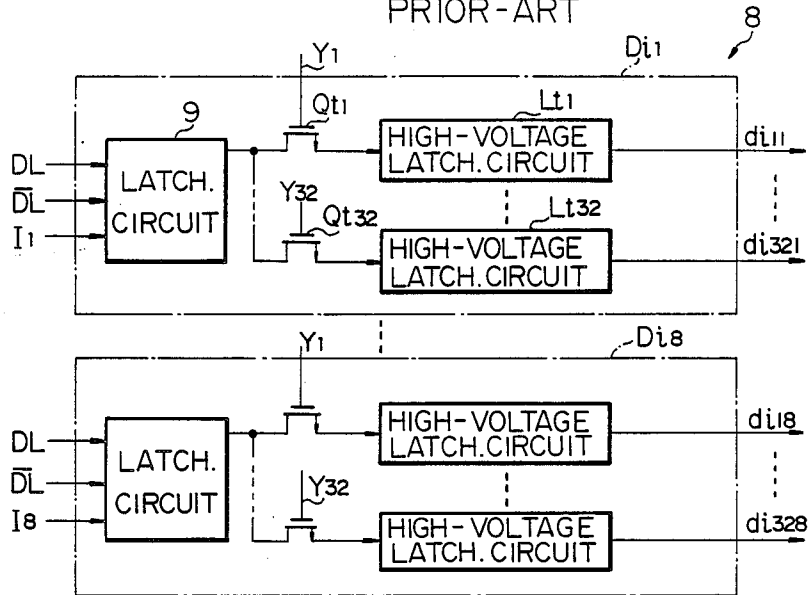 PRIOR-ART
8
Di1
Y1
9
Qt1
Lt1
DL
D̅L̅
I1
LATCH.
CIRCUIT
HIGH-VOLTAGE
LATCH.CIRCUIT
di11
Y32
Qt32
Lt32
HIGH-VOLTAGE
LATCH.CIRCUIT
di321
Di8
Y1
DL
D̅L̅
I8
LATCH.
CIRCUIT
HIGH-VOLTAGE
LATCH.CIRCUIT
di18
Y32
HIGH-VOLTAGE
LATCH.CIRCUIT
di328